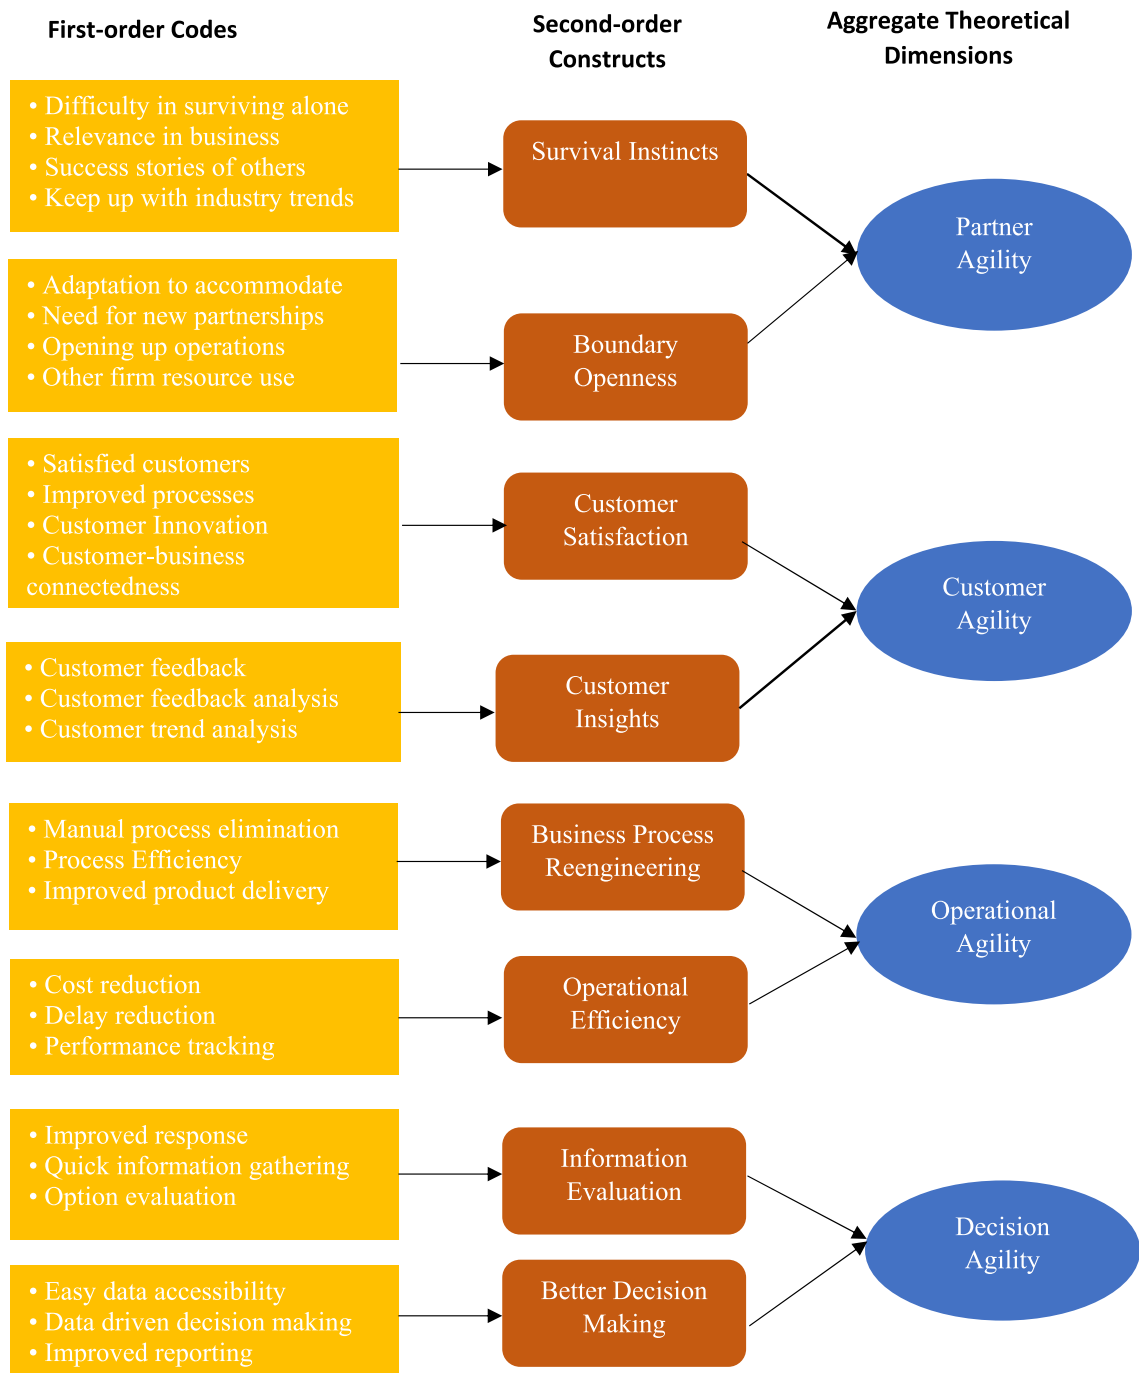 First-order Codes
Second-order
Constructs
Aggregate Theoretical
Dimensions
• Difficulty in surviving alone
• Relevance in business
• Success stories of others
• Keep up with industry trends
Survival Instincts
Partner
Agility
• Adaptation to accommodate
• Need for new partnerships
• Opening up operations
• Other firm resource use
Boundary
Openness
• Satisfied customers
• Improved processes
• Customer Innovation
• Customer-business
connectedness
Customer
Satisfaction
Customer
Agility
• Customer feedback
• Customer feedback analysis
• Customer trend analysis
Customer
Insights
• Manual process elimination
• Process Efficiency
• Improved product delivery
Business Process
Reengineering
Operational
Agility
• Cost reduction
• Delay reduction
• Performance tracking
Operational
Efficiency
• Improved response
• Quick information gathering
• Option evaluation
Information
Evaluation
Decision
Agility
• Easy data accessibility
• Data driven decision making
• Improved reporting
Better Decision
Making